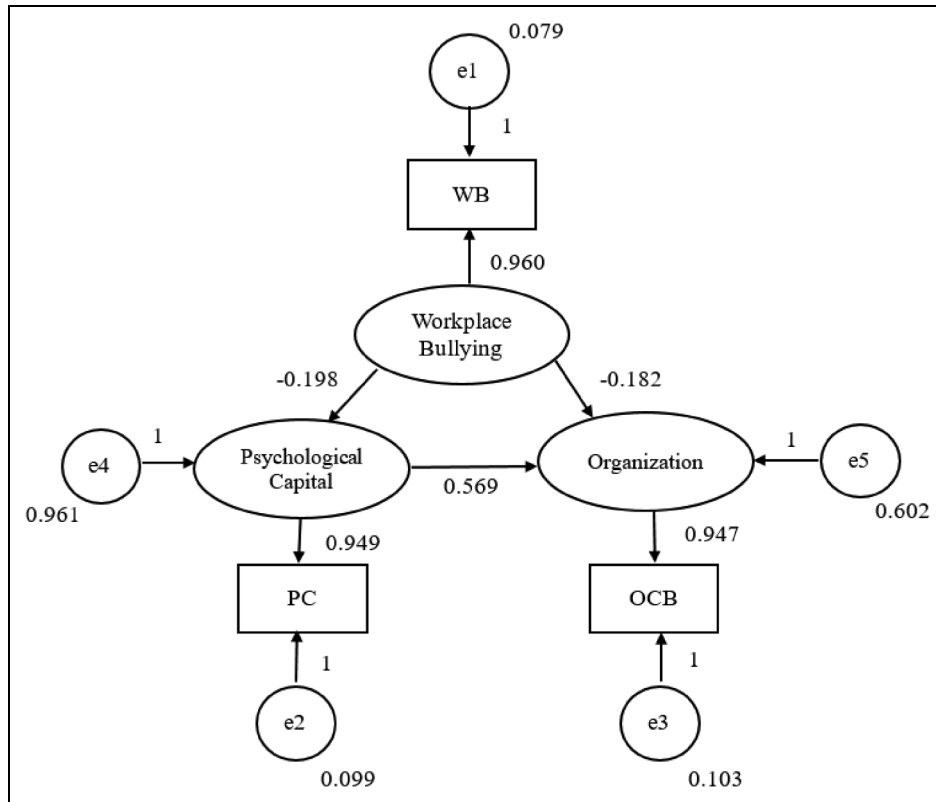 0.079
e1
1
WB
0.960
Workplace
Bullying
-0.198
-0.182
1
1
e4
Psychological
Capital
Organization
e5
0.569
0.961
0.602
0.949
0.947
PC
OCB
1
1
e2
e3
0.099
0.103